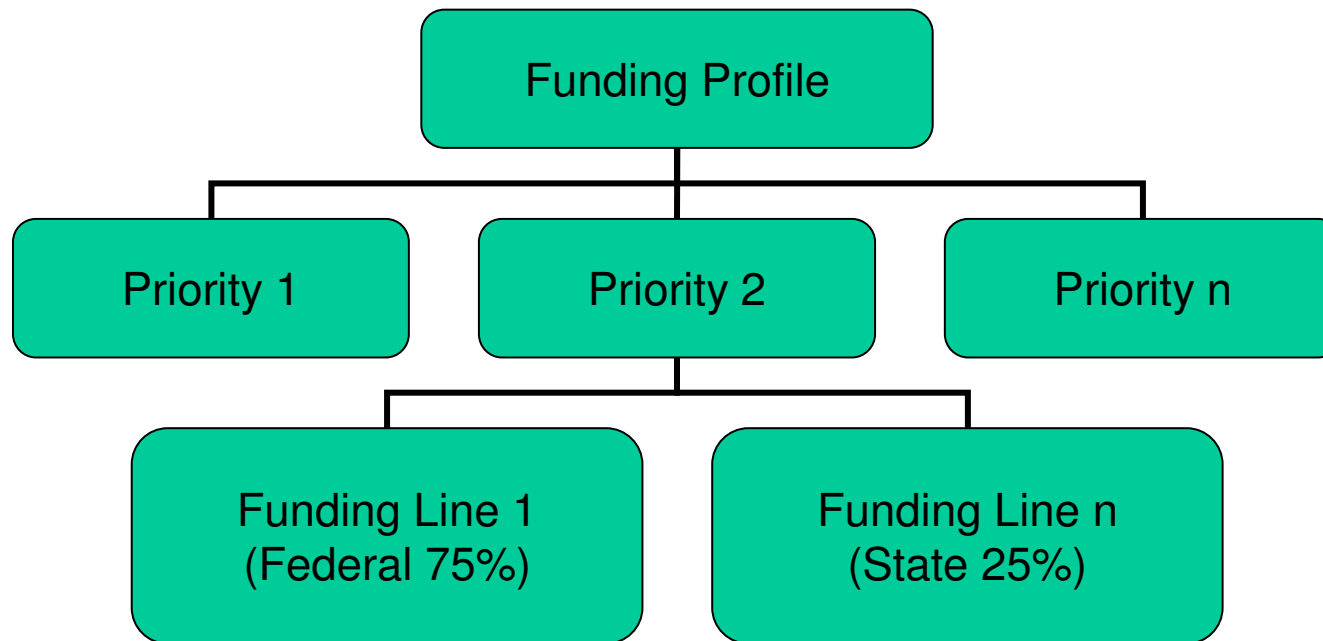 Funding Profile
Priority 1
Priority 2
Priority n
Funding Line 1
(Federal 75%)
Funding Line n
(State 25%)